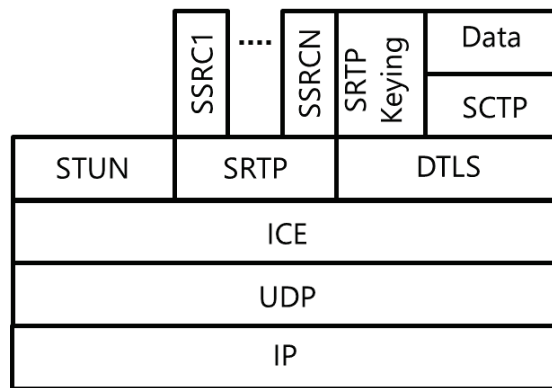 SSRC1
....
SSRCN
SRTP
Keying
Data
SCTP
STUN
SRTP
DTLS
ICE
UDP
IP